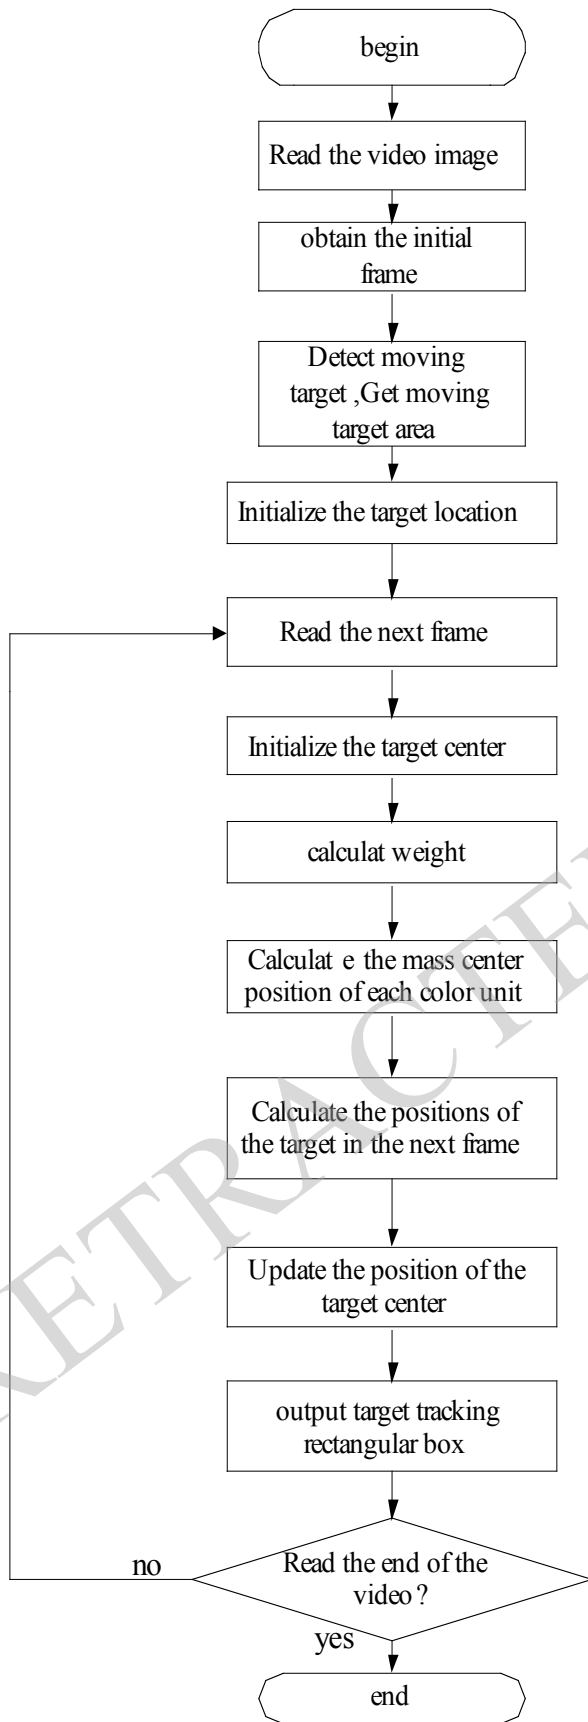 begin
Read the video image
obtain the initial
frame
Detect moving
target ,Get moving
target area
Initialize the target location
Read the next frame
Initialize the target center
calculat weight
Calculat e the mass center
position of each color unit
Calculate the positions of
the target in the next frame
Update the position of the
target center
output target tracking
rectangular box
Read the end of the
video ?
no
yes
end
RETRACTE